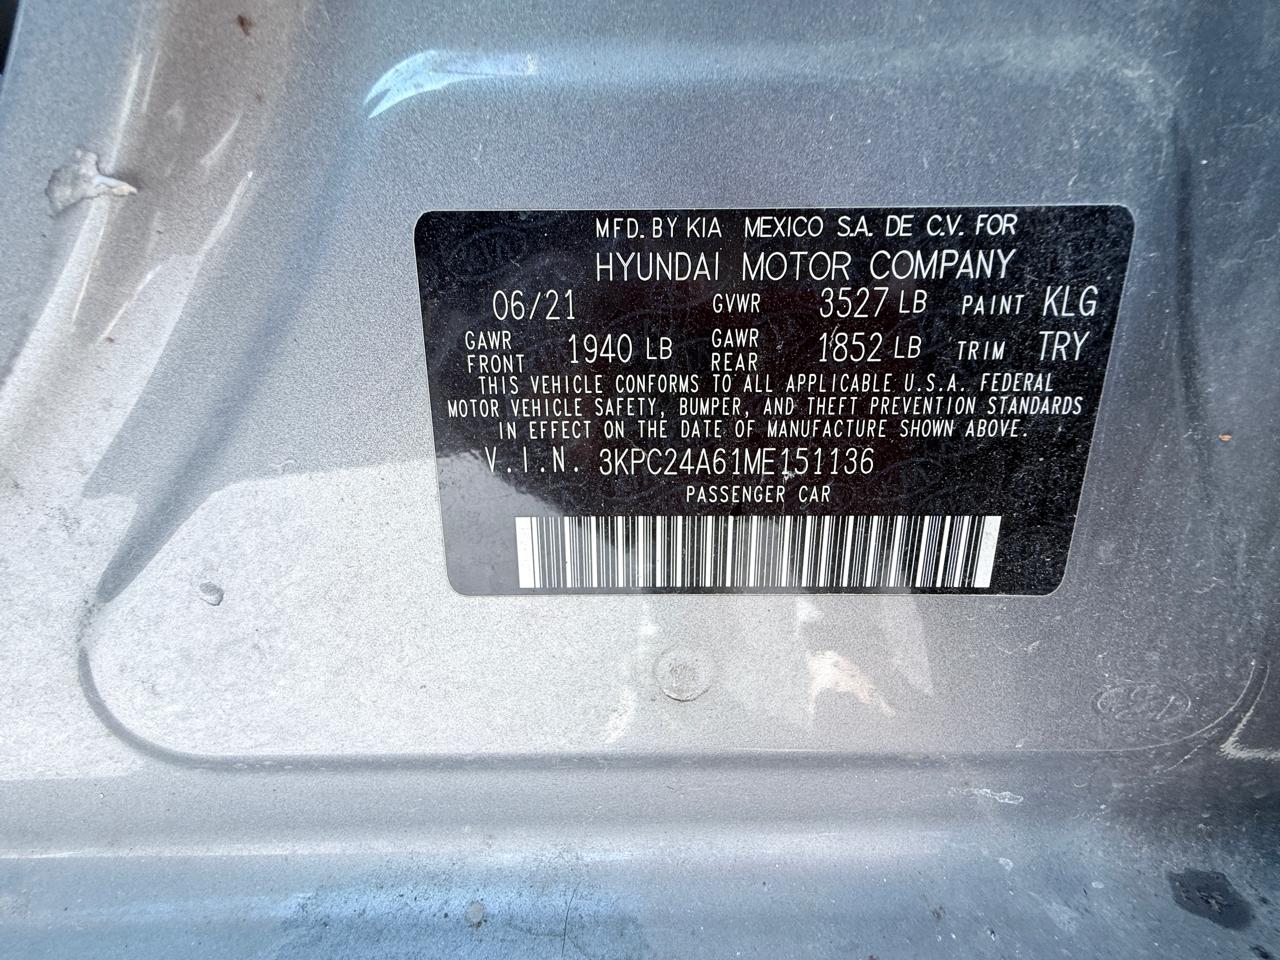 MFD. BY KIA MEXICO S.A. DE C.V. FOR
HYUNDAI MOTOR COMPANY
06/21 GVWR 3527 LB PAINT KLG
GAWR FRONT 1940 LB GAWR REAR 1852 LB TRIM TRY
THIS VEHICLE CONFORMS TO ALL APPLICABLE U.S.A. FEDERAL
MOTOR VEHICLE SAFETY, BUMPER, AND THEFT PREVENTION STANDARDS
IN EFFECT ON THE DATE OF MANUFACTURE SHOWN ABOVE.
V.I.N. 3KPC24A61ME151136
PASSENGER CAR